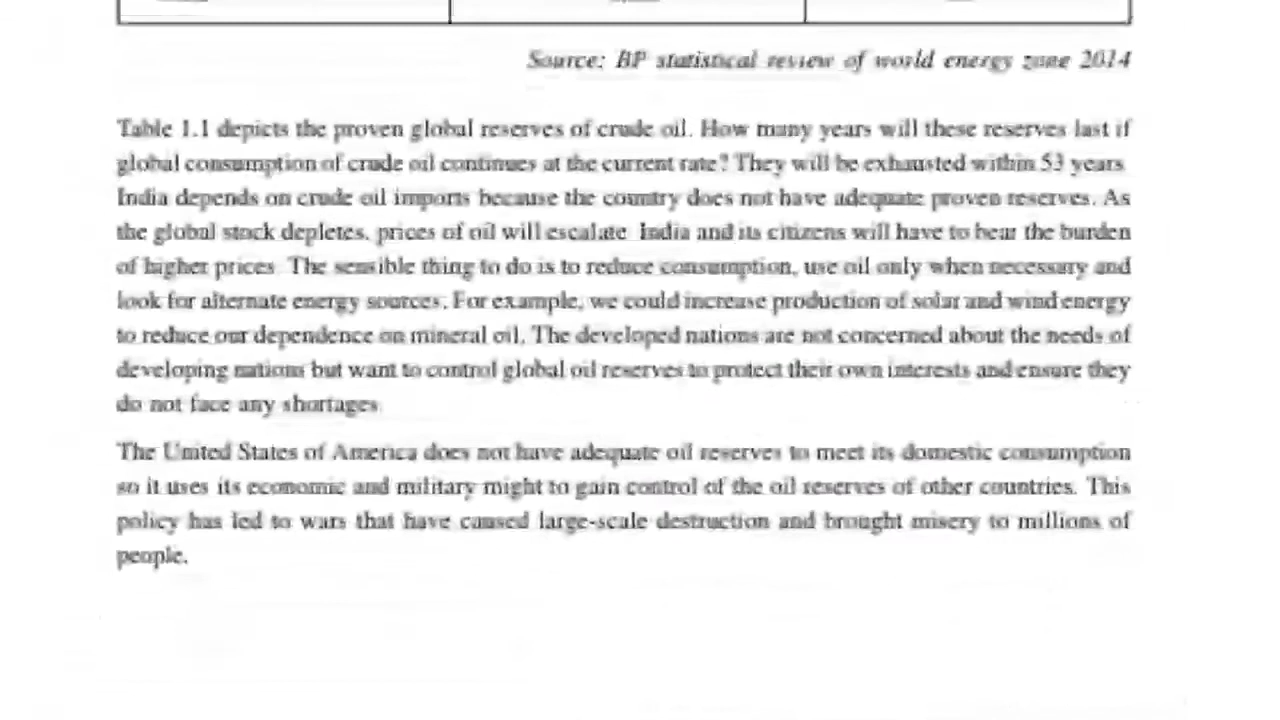 Source: BP statistical review of world energy zone 2014
Table 1.1 depicts the proven global reserves of crude oil. How many years will these reserves last if
global consumption of crude oil continues at the current rate? They will be exhausted within 53 years.
India depends on crude oil imports because the country does not have adequate proven reserves. As
the global stock depletes, prices of oil will escalate. India and its citizens will have to bear the burden
of higher prices. The sensible thing to do is to reduce consumption, use oil only when necessary and
look for alternate energy sources. For example, we could increase production of solar and wind energy
to reduce our dependence on mineral oil. The developed nations are not concerned about the needs of
developing nations but want to control global oil reserves to protect their own interests and ensure they
do not face any shortages.
The United States of America does not have adequate oil reserves to meet its domestic consumption
so it uses its economic and military might to gain control of the oil reserves of other countries. This
policy has led to wars that have caused large-scale destruction and brought misery to millions of
people.